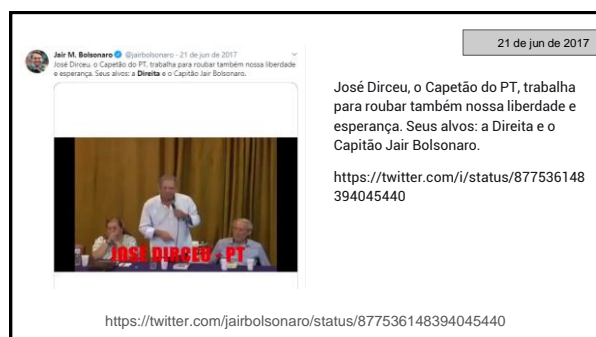 21 de jun de 2017
Jair M. Bolsonaro @jairbolsonaro · 21 de jun de 2017
José Dirceu, o Capetão do PT, trabalha para roubar também nossa liberdade
e esperança. Seus alvos: a Direita e o Capitão Jair Bolsonaro.
JOSÉ DIRCEU - PT
José Dirceu, o Capetão do PT, trabalha
para roubar também nossa liberdade e
esperança. Seus alvos: a Direita e o
Capitão Jair Bolsonaro.
https://twitter.com/i/status/877536148
394045440
https://twitter.com/jairbolsonaro/status/877536148394045440